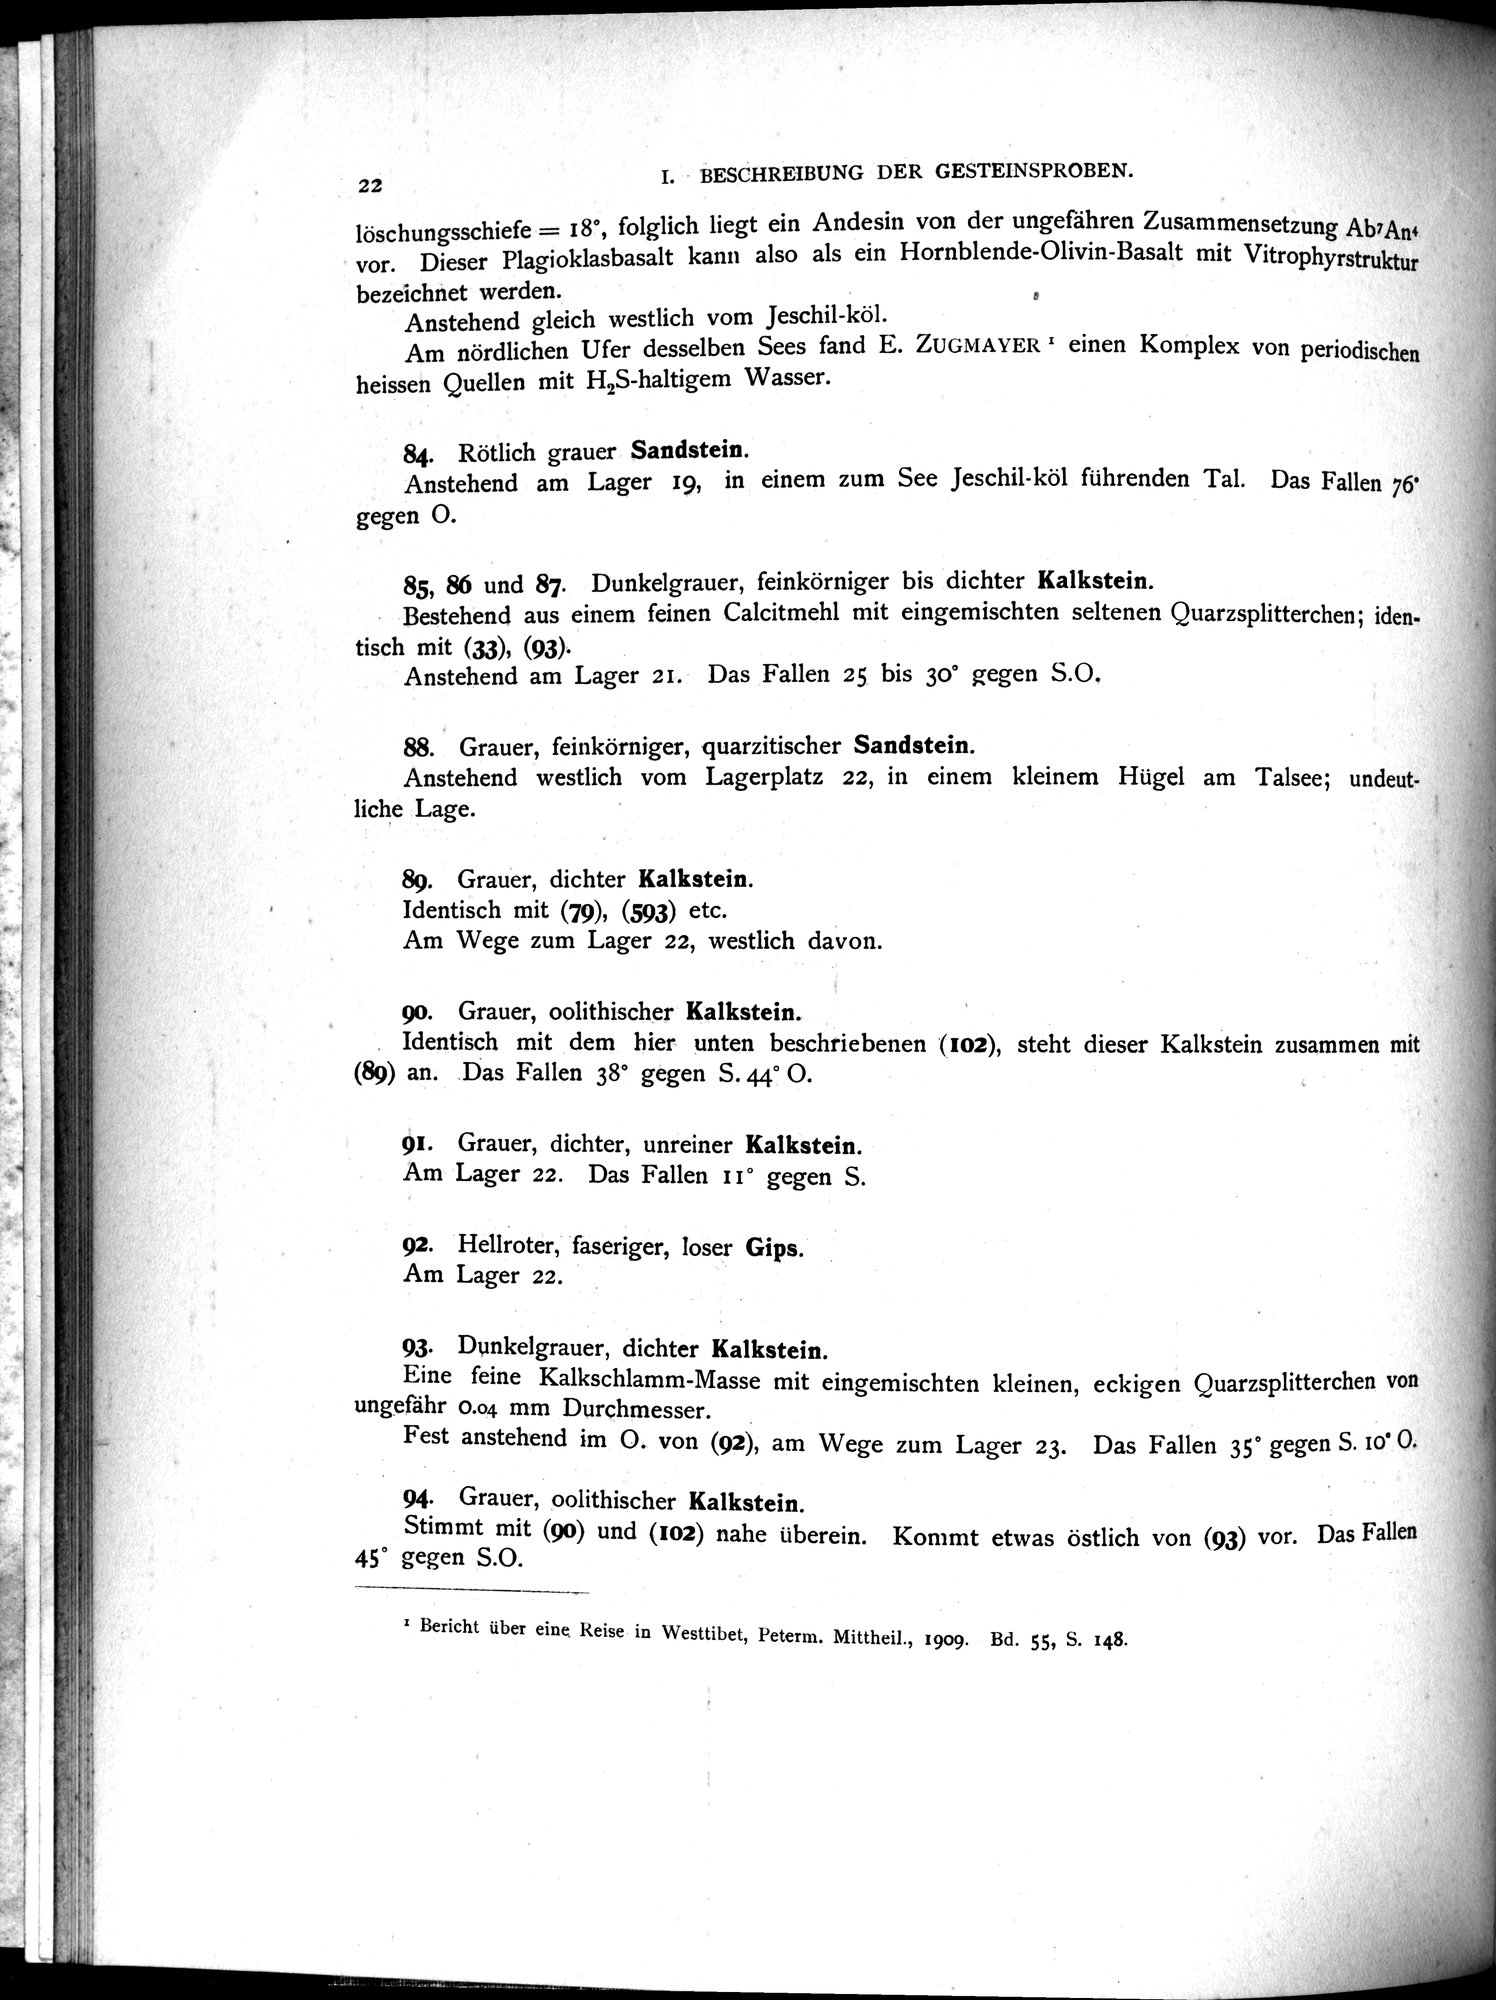 22
I. BESCHREIBUNG DER GESTEINSPROBEN.
löschungsschiefe = 18°, folglich liegt ein Andesin von der ungefähren Zusammensetzung Ab⁷An⁴
vor. Dieser Plagioklasbasalt kann also als ein Hornblende-Olivin-Basalt mit Vitrophyrstruktur
bezeichnet werden.
Anstehend gleich westlich vom Jeschil-köl.
Am nördlichen Ufer desselben Sees fand E. ZUGMAYER ¹ einen Komplex von periodischen
heissen Quellen mit H₂S-haltigem Wasser.
84. Rötlich grauer Sandstein.
Anstehend am Lager 19, in einem zum See Jeschil-köl führenden Tal. Das Fallen 76°
gegen O.
85, 86 und 87. Dunkelgrauer, feinkörniger bis dichter Kalkstein.
Bestehend aus einem feinen Calcitmehl mit eingemischten seltenen Quarzsplitterchen; iden-
tisch mit (33), (93).
Anstehend am Lager 21. Das Fallen 25 bis 30° gegen S.O.
88. Grauer, feinkörniger, quarzitischer Sandstein.
Anstehend westlich vom Lagerplatz 22, in einem kleinem Hügel am Talsee; undeut-
liche Lage.
89. Grauer, dichter Kalkstein.
Identisch mit (79), (593) etc.
Am Wege zum Lager 22, westlich davon.
90. Grauer, oolithischer Kalkstein.
Identisch mit dem hier unten beschriebenen (102), steht dieser Kalkstein zusammen mit
(89) an. Das Fallen 38° gegen S. 44° O.
91. Grauer, dichter, unreiner Kalkstein.
Am Lager 22. Das Fallen 11° gegen S.
92. Hellroter, faseriger, loser Gips.
Am Lager 22.
93. Dunkelgrauer, dichter Kalkstein.
Eine feine Kalkschlamm-Masse mit eingemischten kleinen, eckigen Quarzsplitterchen von
ungefähr 0.04 mm Durchmesser.
Fest anstehend im O. von (92), am Wege zum Lager 23. Das Fallen 35° gegen S. 10° O.
94. Grauer, oolithischer Kalkstein.
Stimmt mit (90) und (102) nahe überein. Kommt etwas östlich von (93) vor. Das Fallen
45° gegen S.O.
¹ Bericht über eine Reise in Westtibet, Peterm. Mittheil., 1909. Bd. 55, S. 148.